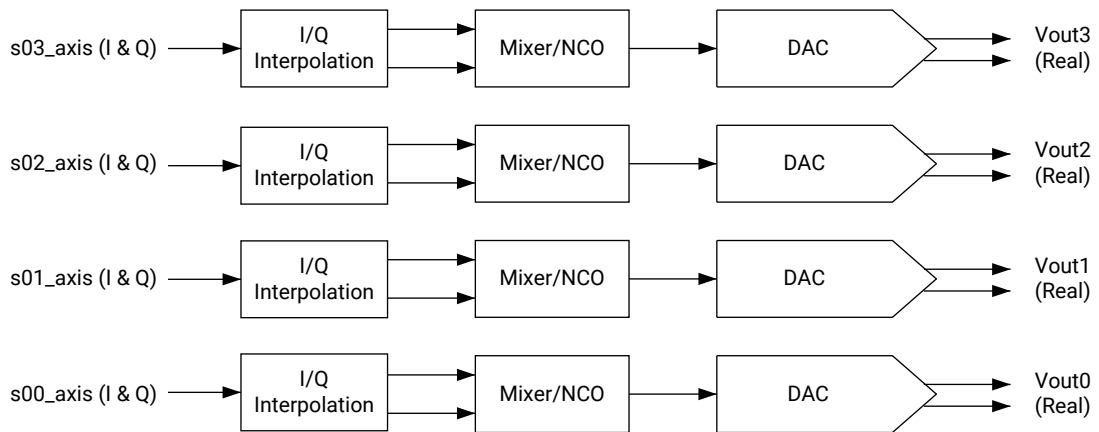 s03_axis (I & Q)
I/Q
Interpolation
Mixer/NCO
DAC
Vout3
(Real)
s02_axis (I & Q)
I/Q
Interpolation
Mixer/NCO
DAC
Vout2
(Real)
s01_axis (I & Q)
I/Q
Interpolation
Mixer/NCO
DAC
Vout1
(Real)
s00_axis (I & Q)
I/Q
Interpolation
Mixer/NCO
DAC
Vout0
(Real)